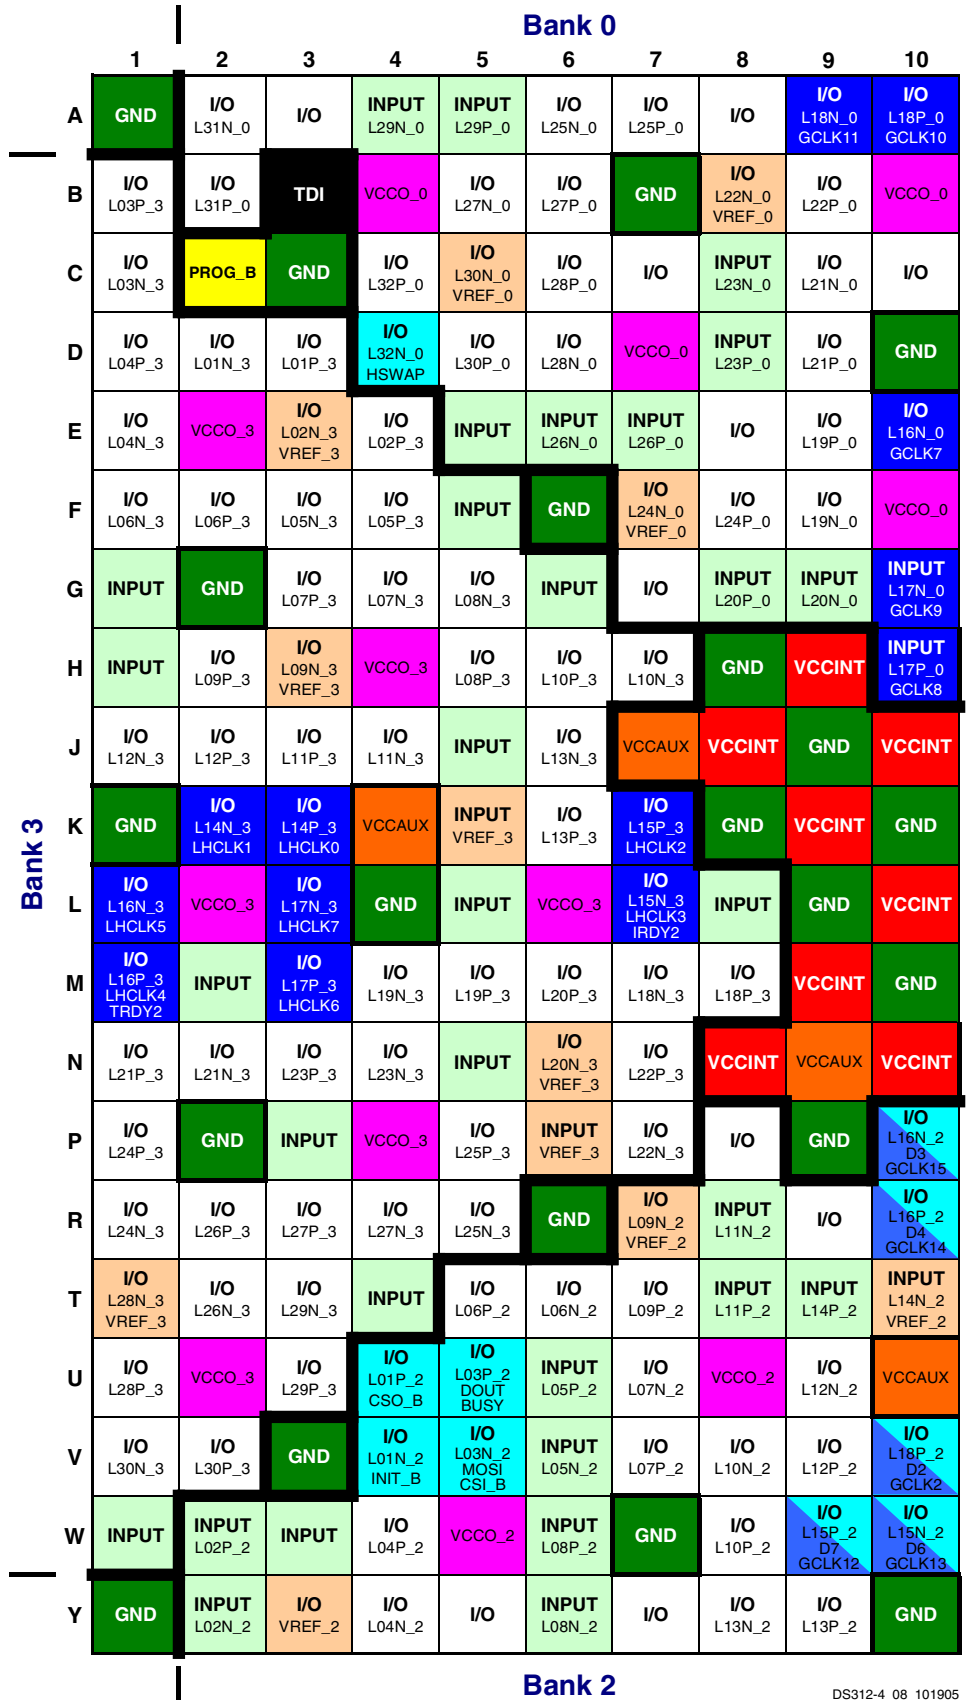 Bank 0
1 2 3 4 5 6 7 8 9 10
A GND I/O L31N_0 I/O INPUT L29N_0 INPUT L29P_0 I/O L25N_0 I/O L25P_0 I/O I/O L18N_0 GCLK11 I/O L18P_0 GCLK10
B I/O L03P_3 I/O L31P_0 TDI VCCO_0 I/O L27N_0 I/O L27P_0 GND I/O L22N_0 VREF_0 I/O L22P_0 VCCO_0
C I/O L03N_3 PROG_B GND I/O L32P_0 I/O L30N_0 VREF_0 I/O L28P_0 I/O INPUT L23N_0 I/O L21N_0 I/O
D I/O L04P_3 I/O L01N_3 I/O L01P_3 I/O L32N_0 HSWAP I/O L30P_0 I/O L28N_0 VCCO_0 INPUT L23P_0 I/O L21P_0 GND
E I/O L04N_3 VCCO_3 I/O L02N_3 VREF_3 I/O L02P_3 INPUT INPUT L26N_0 INPUT L26P_0 I/O I/O L19P_0 I/O L16N_0 GCLK7
F I/O L06N_3 I/O L06P_3 I/O L05N_3 I/O L05P_3 INPUT GND I/O L24N_0 VREF_0 I/O L24P_0 I/O L19N_0 VCCO_0
G INPUT GND I/O L07P_3 I/O L07N_3 I/O L08N_3 INPUT I/O INPUT L20P_0 INPUT L20N_0 INPUT L17N_0 GCLK9
H INPUT I/O L09P_3 I/O L09N_3 VREF_3 VCCO_3 I/O L08P_3 I/O L10P_3 I/O L10N_3 GND VCCINT INPUT L17P_0 GCLK8
J I/O L12N_3 I/O L12P_3 I/O L11P_3 I/O L11N_3 INPUT I/O L13N_3 VCCAUX VCCINT GND VCCINT
Bank 3
K GND I/O L14N_3 LHCLK1 I/O L14P_3 LHCLK0 VCCAUX INPUT VREF_3 I/O L13P_3 I/O L15P_3 LHCLK2 GND VCCINT GND
L I/O L16N_3 LHCLK5 VCCO_3 I/O L17N_3 LHCLK7 GND INPUT VCCO_3 I/O L15N_3 LHCLK3 IRDY2 INPUT GND VCCINT
M I/O L16P_3 LHCLK4 TRDY2 INPUT I/O L17P_3 LHCLK6 I/O L19N_3 I/O L19P_3 I/O L20P_3 I/O L18N_3 I/O L18P_3 VCCINT GND
N I/O L21P_3 I/O L21N_3 I/O L23P_3 I/O L23N_3 INPUT I/O L20N_3 VREF_3 I/O L22P_3 VCCINT VCCAUX VCCINT
P I/O L24P_3 GND INPUT VCCO_3 I/O L25P_3 INPUT VREF_3 I/O L22N_3 I/O GND I/O L16N_2 D3 GCLK15
R I/O L24N_3 I/O L26P_3 I/O L27P_3 I/O L27N_3 I/O L25N_3 GND I/O L09N_2 VREF_2 INPUT L11N_2 I/O I/O L16P_2 D4 GCLK14
T I/O L28N_3 VREF_3 I/O L26N_3 I/O L29N_3 INPUT I/O L06P_2 I/O L06N_2 I/O L09P_2 INPUT L11P_2 INPUT L14P_2 INPUT L14N_2 VREF_2
U I/O L28P_3 VCCO_3 I/O L29P_3 I/O L01P_2 CSO_B I/O L03P_2 DOUT BUSY INPUT L05P_2 I/O L07N_2 VCCO_2 I/O L12N_2 VCCAUX
V I/O L30N_3 I/O L30P_3 GND I/O L01N_2 INIT_B I/O L03N_2 MOSI CSI_B INPUT L05N_2 I/O L07P_2 I/O L10N_2 I/O L12P_2 I/O L18P_2 D2 GCLK2
W INPUT INPUT L02P_2 INPUT I/O L04P_2 VCCO_2 INPUT L08P_2 GND I/O L10P_2 I/O L15P_2 D7 GCLK12 I/O L15N_2 D6 GCLK13
Y GND INPUT L02N_2 I/O VREF_2 I/O L04N_2 I/O INPUT L08N_2 I/O I/O L13N_2 I/O L13P_2 GND
Bank 2
DS312-4_08_101905